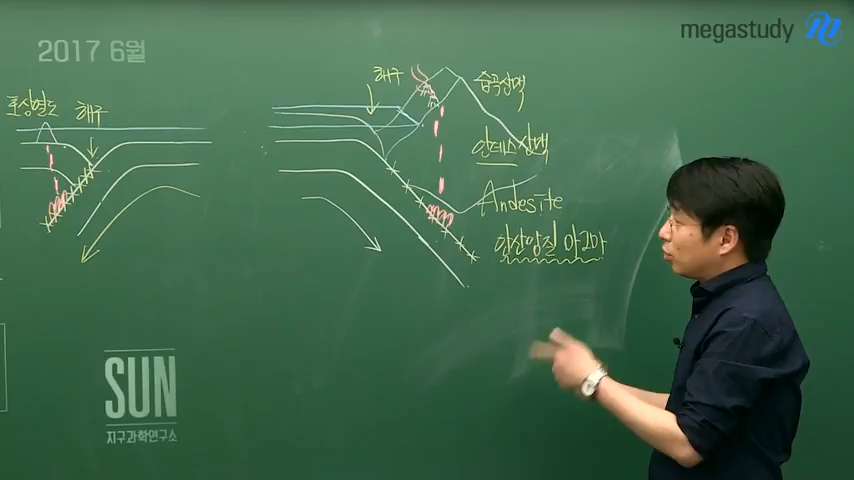 2017 6월
megastudy
호상열도
해구
해구
습곡산맥
안데스 산맥
Andesite
안산암질 마그마
SUN
지구과학연구소